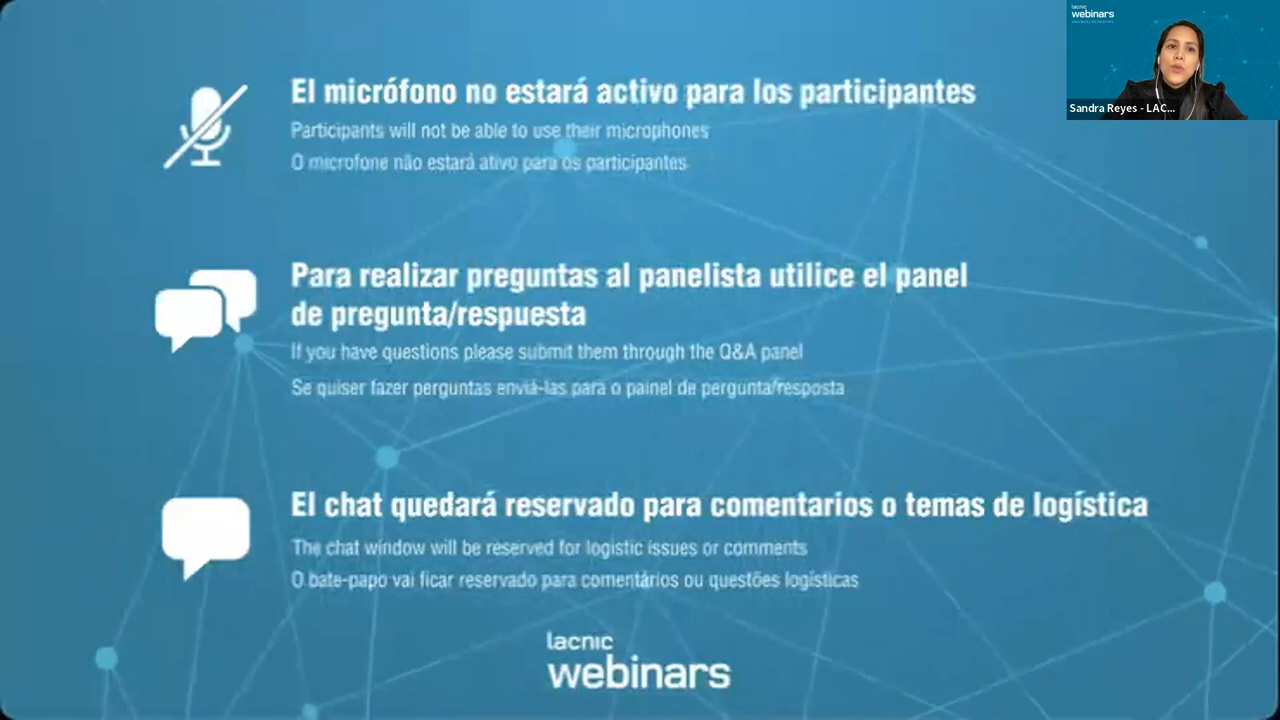 El micrófono no estará activo para los participantes
Participants will not be able to use their microphones
O microfone não estará ativo para os participantes
Para realizar preguntas al panelista utilice el panel
de pregunta/respuesta
If you have questions please submit them through the Q&A panel
Se quiser fazer perguntas enviá-las para o painel de pergunta/resposta
El chat quedará reservado para comentarios o temas de logística
The chat window will be reserved for logistic issues or comments
O bate-papo vai ficar reservado para comentários ou questões logísticas
lacnic
webinars
lacnic
webinars
Sandra Reyes - LAC...